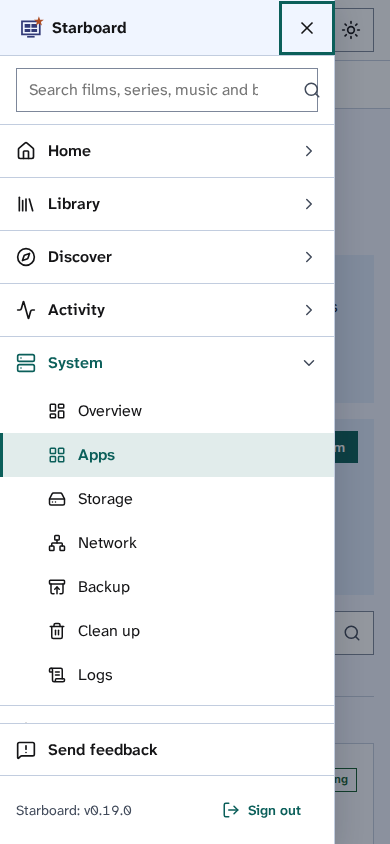 Starboard
Search films, series, music and b
Home
Library
Discover
Activity
System
Overview
Apps
Storage
Network
Backup
Clean up
Logs
Send feedback
Starboard: v0.19.0
Sign out